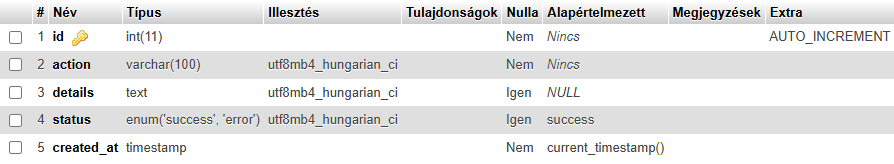 # Név Típus Illesztés Tulajdonságok Nulla Alapértelmezett Megjegyzések Extra
1 id int(11) Nem Nincs AUTO_INCREMENT
2 action varchar(100) utf8mb4_hungarian_ci Nem Nincs
3 details text utf8mb4_hungarian_ci Igen NULL
4 status enum('success', 'error') utf8mb4_hungarian_ci Igen success
5 created_at timestamp Nem current_timestamp()